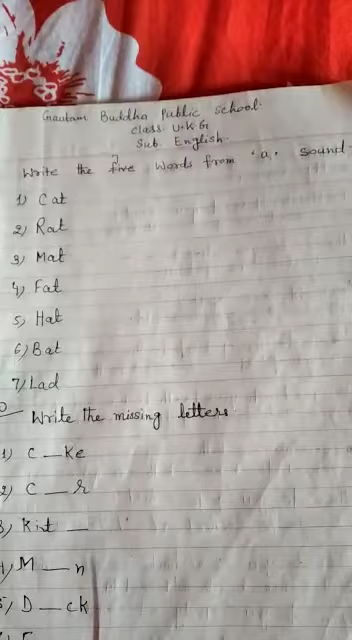 Gautam Buddha Public School.
class: U.K.G
Sub. English.
Write the five words from 'a' sound.
1) Cat
2) Rat
3) Mat
4) Fat
5) Hat
6) Bat
7) Lad
Write the missing letters
1) C _ Ke
2) C _ r
3) Kit _
4) M _ n
5) D _ ck